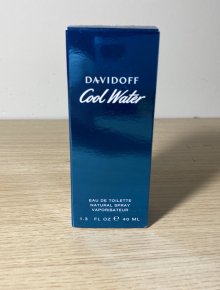 DAVIDOFF
Cool Water
EAU DE TOILETTE
NATURAL SPRAY
VAPORISATEUR
1.3 FL OZ ℮ 40 ML